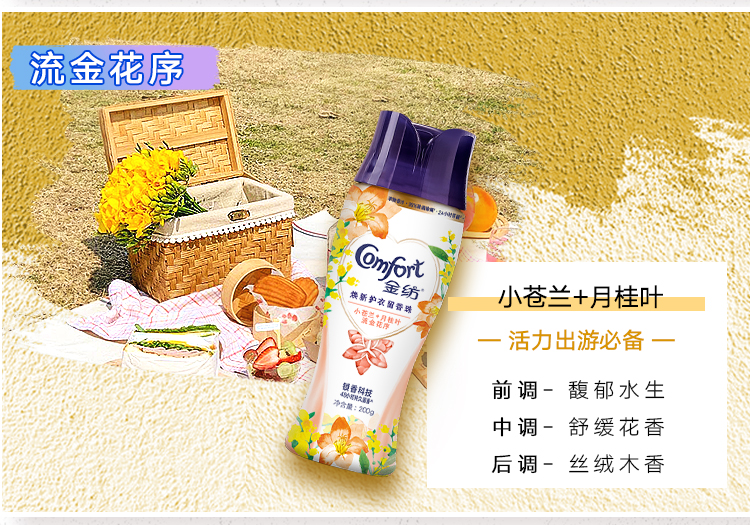 流金花序
Comfort
金纺
焕新护衣留香珠
小苍兰+月桂叶
流金花序
锁香科技
净含量:200g
小苍兰+月桂叶
活力出游必备
前调- 馥郁水生
中调- 舒缓花香
后调- 丝绒木香